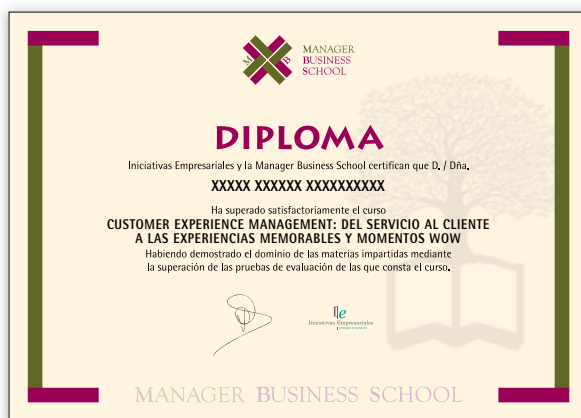 M B S
MANAGER
BUSINESS
SCHOOL
DIPLOMA
Iniciativas Empresariales y la Manager Business School certifican que D. / Dña.
XXXXX XXXXXX XXXXXXXXXX
Ha superado satisfactoriamente el curso
CUSTOMER EXPERIENCE MANAGEMENT: DEL SERVICIO AL CLIENTE
A LAS EXPERIENCIAS MEMORABLES Y MOMENTOS WOW
Habiendo demostrado el dominio de las materias impartidas mediante
la superación de las pruebas de evaluación de las que consta el curso.
Ie
Iniciativas Empresariales
MANAGER BUSINESS SCHOOL